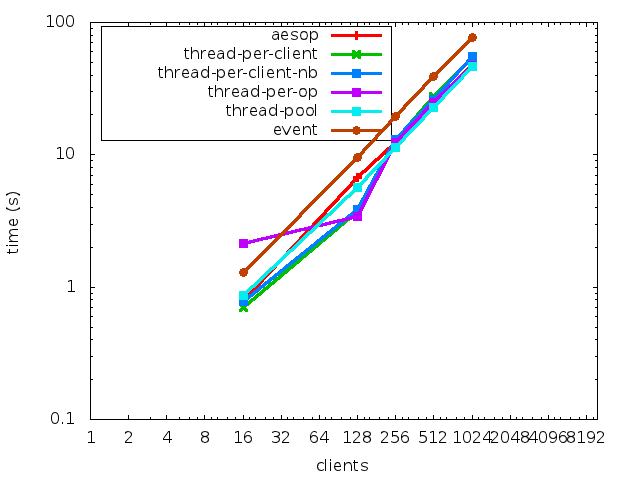 100
10
1
0.1
time (s)
aesop
thread-per-client
thread-per-client-nb
thread-per-op
thread-pool
event
1 2 4 8 16 32 64 128 256 512 1024 2048 4096 8192
clients